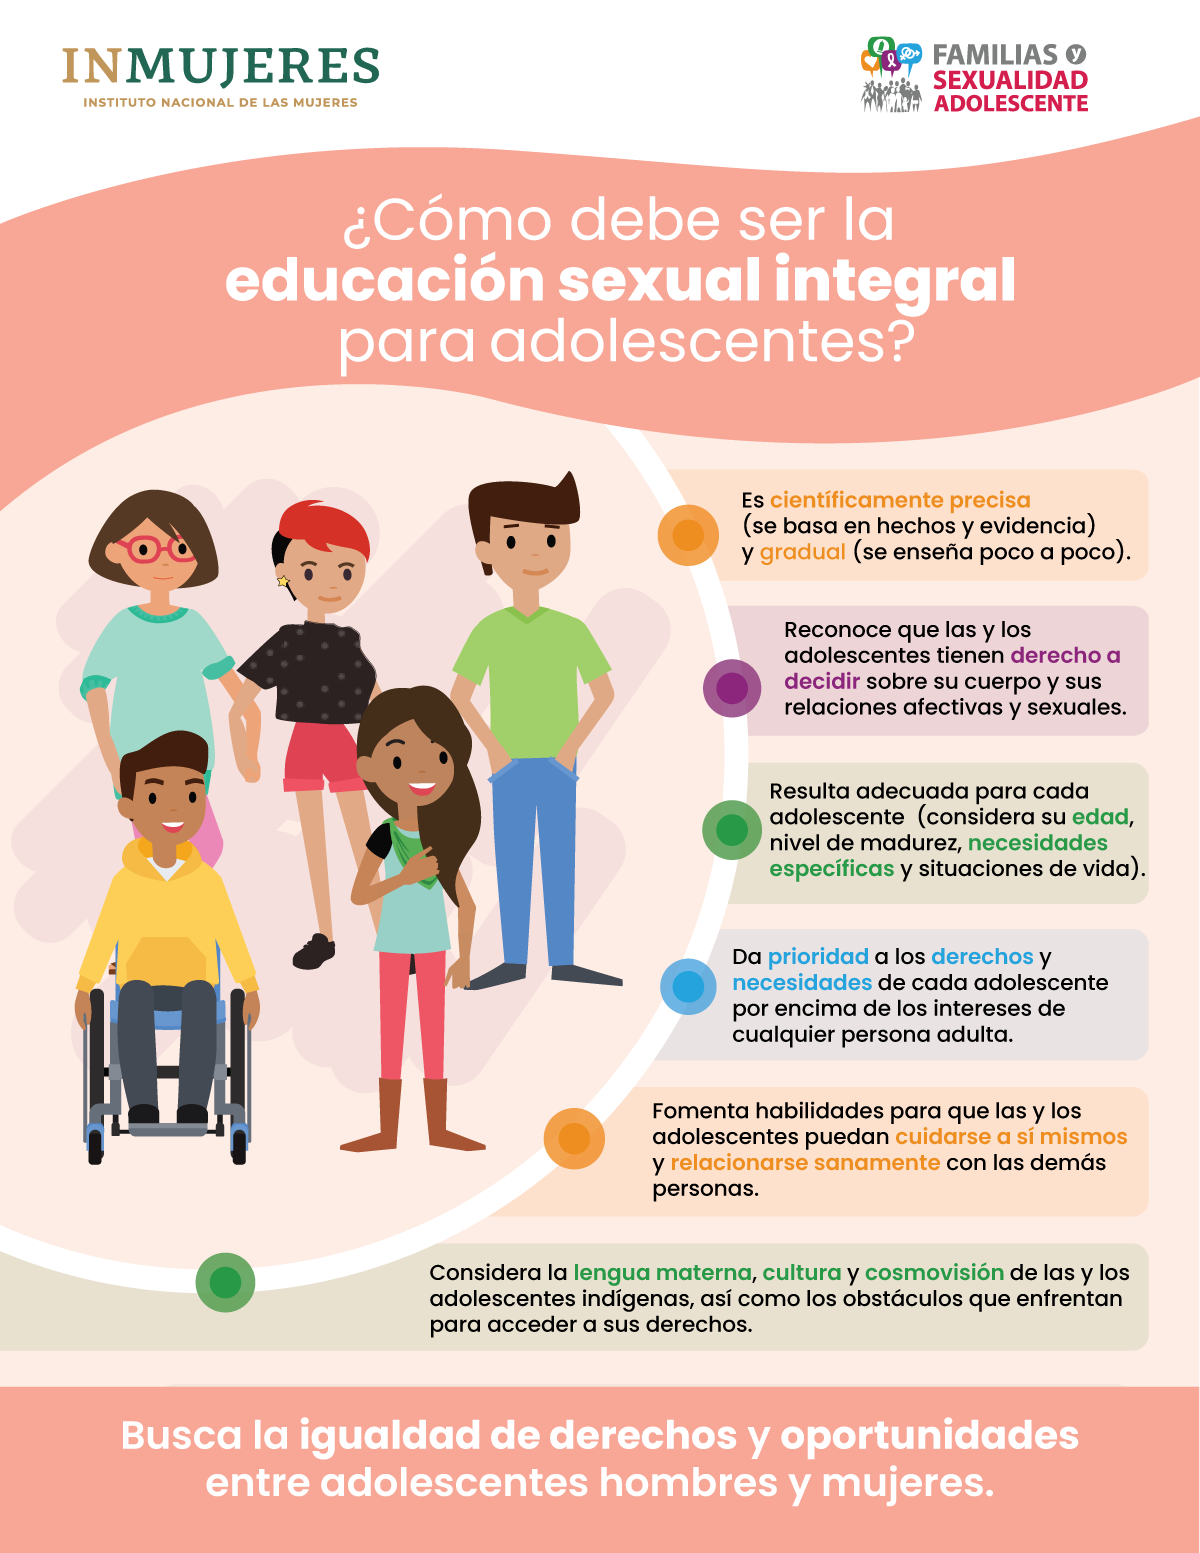 INMUJERES
INSTITUTO NACIONAL DE LAS MUJERES
FAMILIAS y
SEXUALIDAD
ADOLESCENTE
¿Cómo debe ser la
educación sexual integral
para adolescentes?
Es científicamente precisa
(se basa en hechos y evidencia)
y gradual (se enseña poco a poco).
Reconoce que las y los
adolescentes tienen derecho a
decidir sobre su cuerpo y sus
relaciones afectivas y sexuales.
Resulta adecuada para cada
adolescente (considera su edad,
nivel de madurez, necesidades
específicas y situaciones de vida).
Da prioridad a los derechos y
necesidades de cada adolescente
por encima de los intereses de
cualquier persona adulta.
Fomenta habilidades para que las y los
adolescentes puedan cuidarse a sí mismos
y relacionarse sanamente con las demás
personas.
Considera la lengua materna, cultura y cosmovisión de las y los
adolescentes indígenas, así como los obstáculos que enfrentan
para acceder a sus derechos.
Busca la igualdad de derechos y oportunidades
entre adolescentes hombres y mujeres.